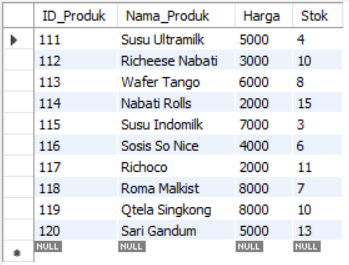 ID_Produk Nama_Produk Harga Stok
111 Susu Ultramilk 5000 4
112 Richeese Nabati 3000 10
113 Wafer Tango 6000 8
114 Nabati Rolls 2000 15
115 Susu Indomilk 7000 3
116 Sosis So Nice 4000 6
117 Richoco 2000 11
118 Roma Malkist 8000 7
119 Qtela Singkong 8000 10
120 Sari Gandum 5000 13
NULL NULL NULL NULL